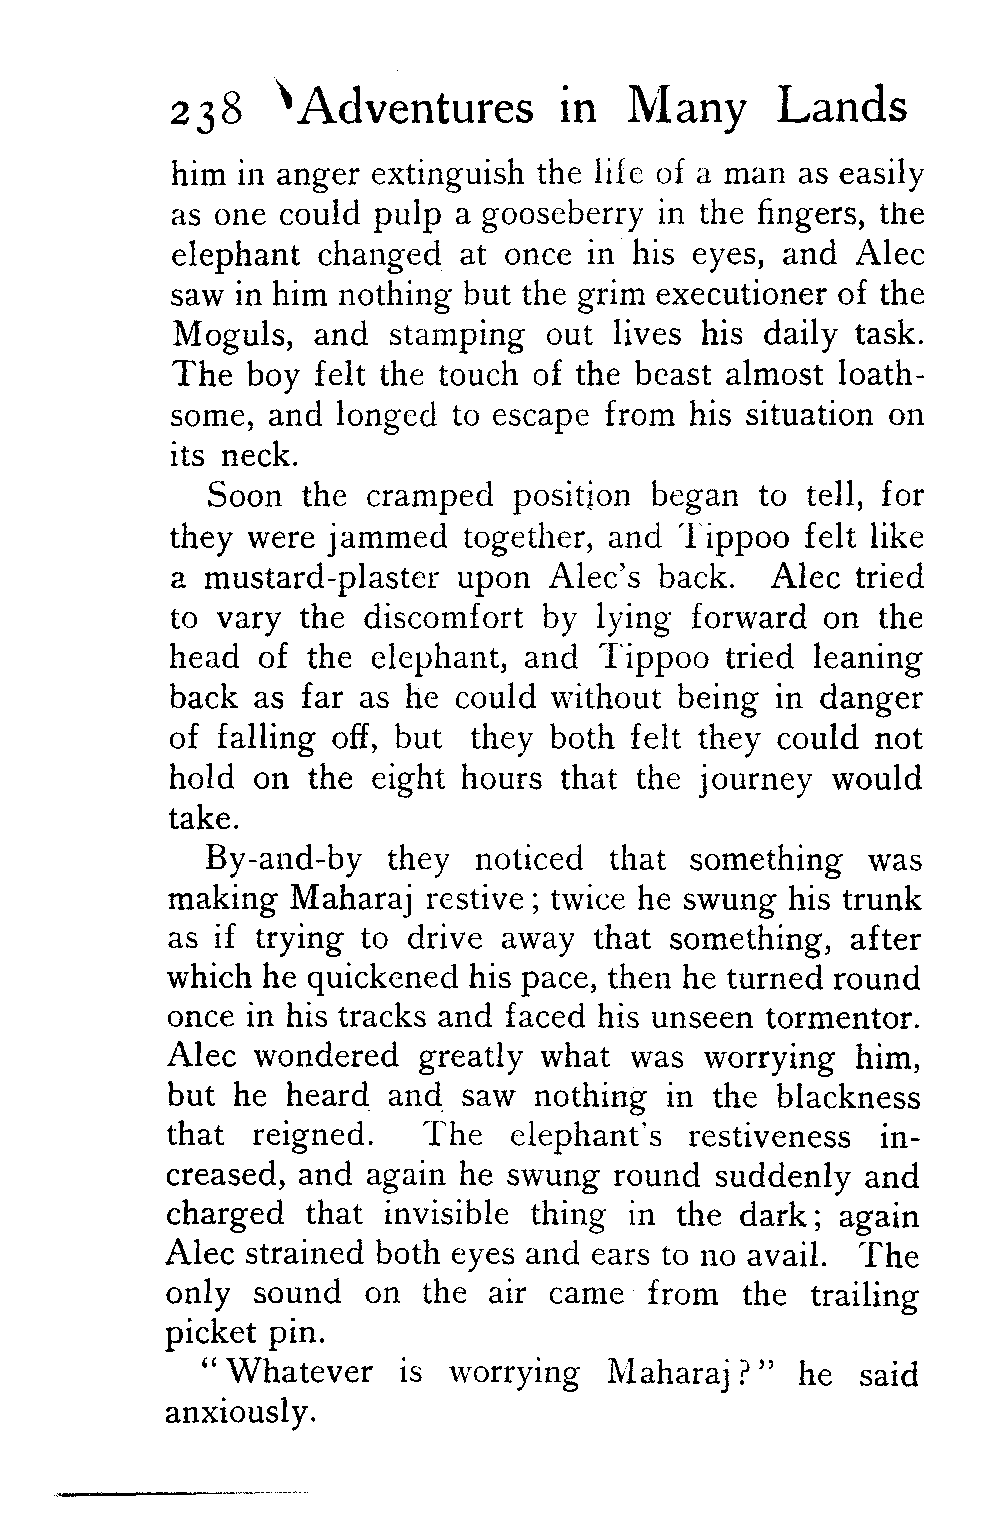 238 Adventures in Many Lands
him in anger extinguish the life of a man as easily
as one could pulp a gooseberry in the fingers, the
elephant changed at once in his eyes, and Alec
saw in him nothing but the grim executioner of the
Moguls, and stamping out lives his daily task.
The boy felt the touch of the beast almost loath-
some, and longed to escape from his situation on
its neck.
Soon the cramped position began to tell, for
they were jammed together, and Tippoo felt like
a mustard-plaster upon Alec's back. Alec tried
to vary the discomfort by lying forward on the
head of the elephant, and Tippoo tried leaning
back as far as he could without being in danger
of falling off, but they both felt they could not
hold on the eight hours that the journey would
take.
By-and-by they noticed that something was
making Maharaj restive; twice he swung his trunk
as if trying to drive away that something, after
which he quickened his pace, then he turned round
once in his tracks and faced his unseen tormentor.
Alec wondered greatly what was worrying him,
but he heard and saw nothing in the blackness
that reigned. The elephant's restiveness in-
creased, and again he swung round suddenly and
charged that invisible thing in the dark; again
Alec strained both eyes and ears to no avail. The
only sound on the air came from the trailing
picket pin.
"Whatever is worrying Maharaj?" he said
anxiously.